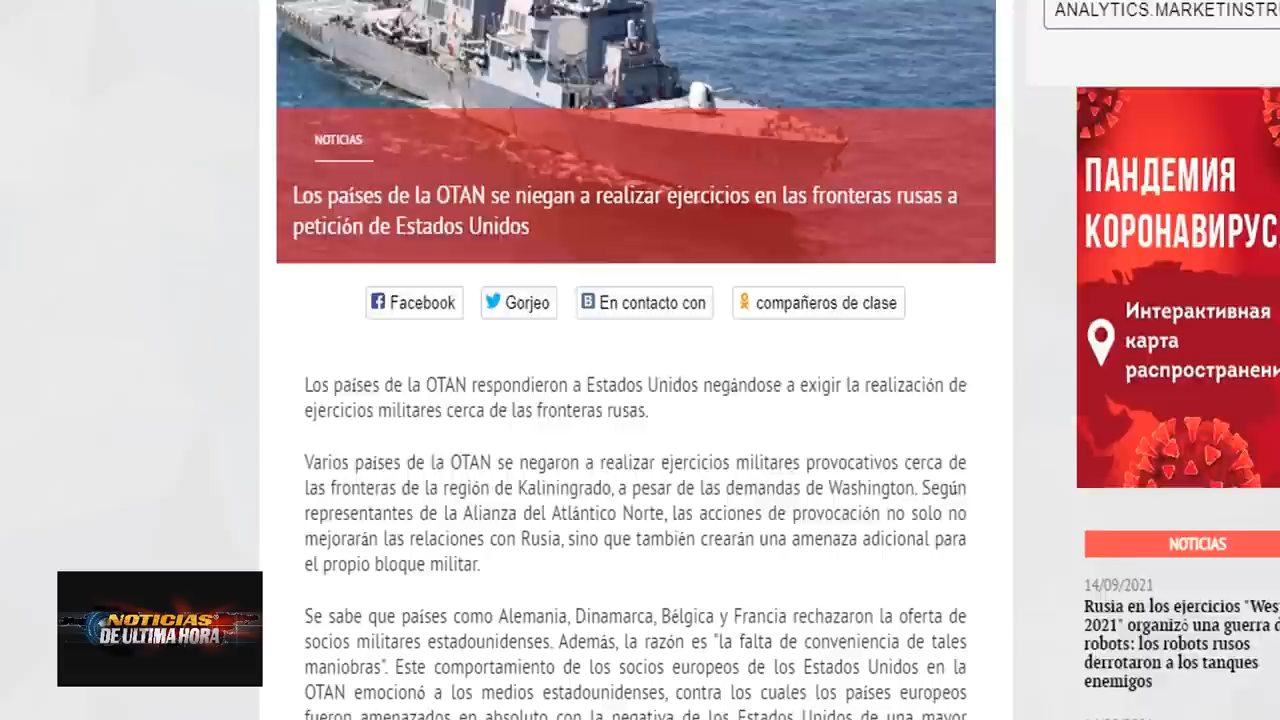 ANALYTICS.MARKETINSTR
NOTICIAS
Los países de la OTAN se niegan a realizar ejercicios en las fronteras rusas a
petición de Estados Unidos
Facebook
Gorjeo
En contacto con
compañeros de clase
Los países de la OTAN respondieron a Estados Unidos negándose a exigir la realización de
ejercicios militares cerca de las fronteras rusas.
Varios países de la OTAN se negaron a realizar ejercicios militares provocativos cerca de
las fronteras de la región de Kaliningrado, a pesar de las demandas de Washington. Según
representantes de la Alianza del Atlántico Norte, las acciones de provocación no solo no
mejorarán las relaciones con Rusia, sino que también crearán una amenaza adicional para
el propio bloque militar.
Se sabe que países como Alemania, Dinamarca, Bélgica y Francia rechazaron la oferta de
socios militares estadounidenses. Además, la razón es "la falta de conveniencia de tales
maniobras". Este comportamiento de los socios europeos de los Estados Unidos en la
OTAN emocionó a los medios estadounidenses, contra los cuales los países europeos
fueron amenazados en absoluto con la negativa de los Estados Unidos de una mayor
ПАНДЕМИЯ
КОРОНАВИРУС
Интерактивная
карта
распространени
NOTICIAS
14/09/2021
Rusia en los ejercicios "Wes
2021" organizó una guerra d
robots: los robots rusos
derrotaron a los tanques
enemigos
NOTICIAS
DE ULTIMA HORA